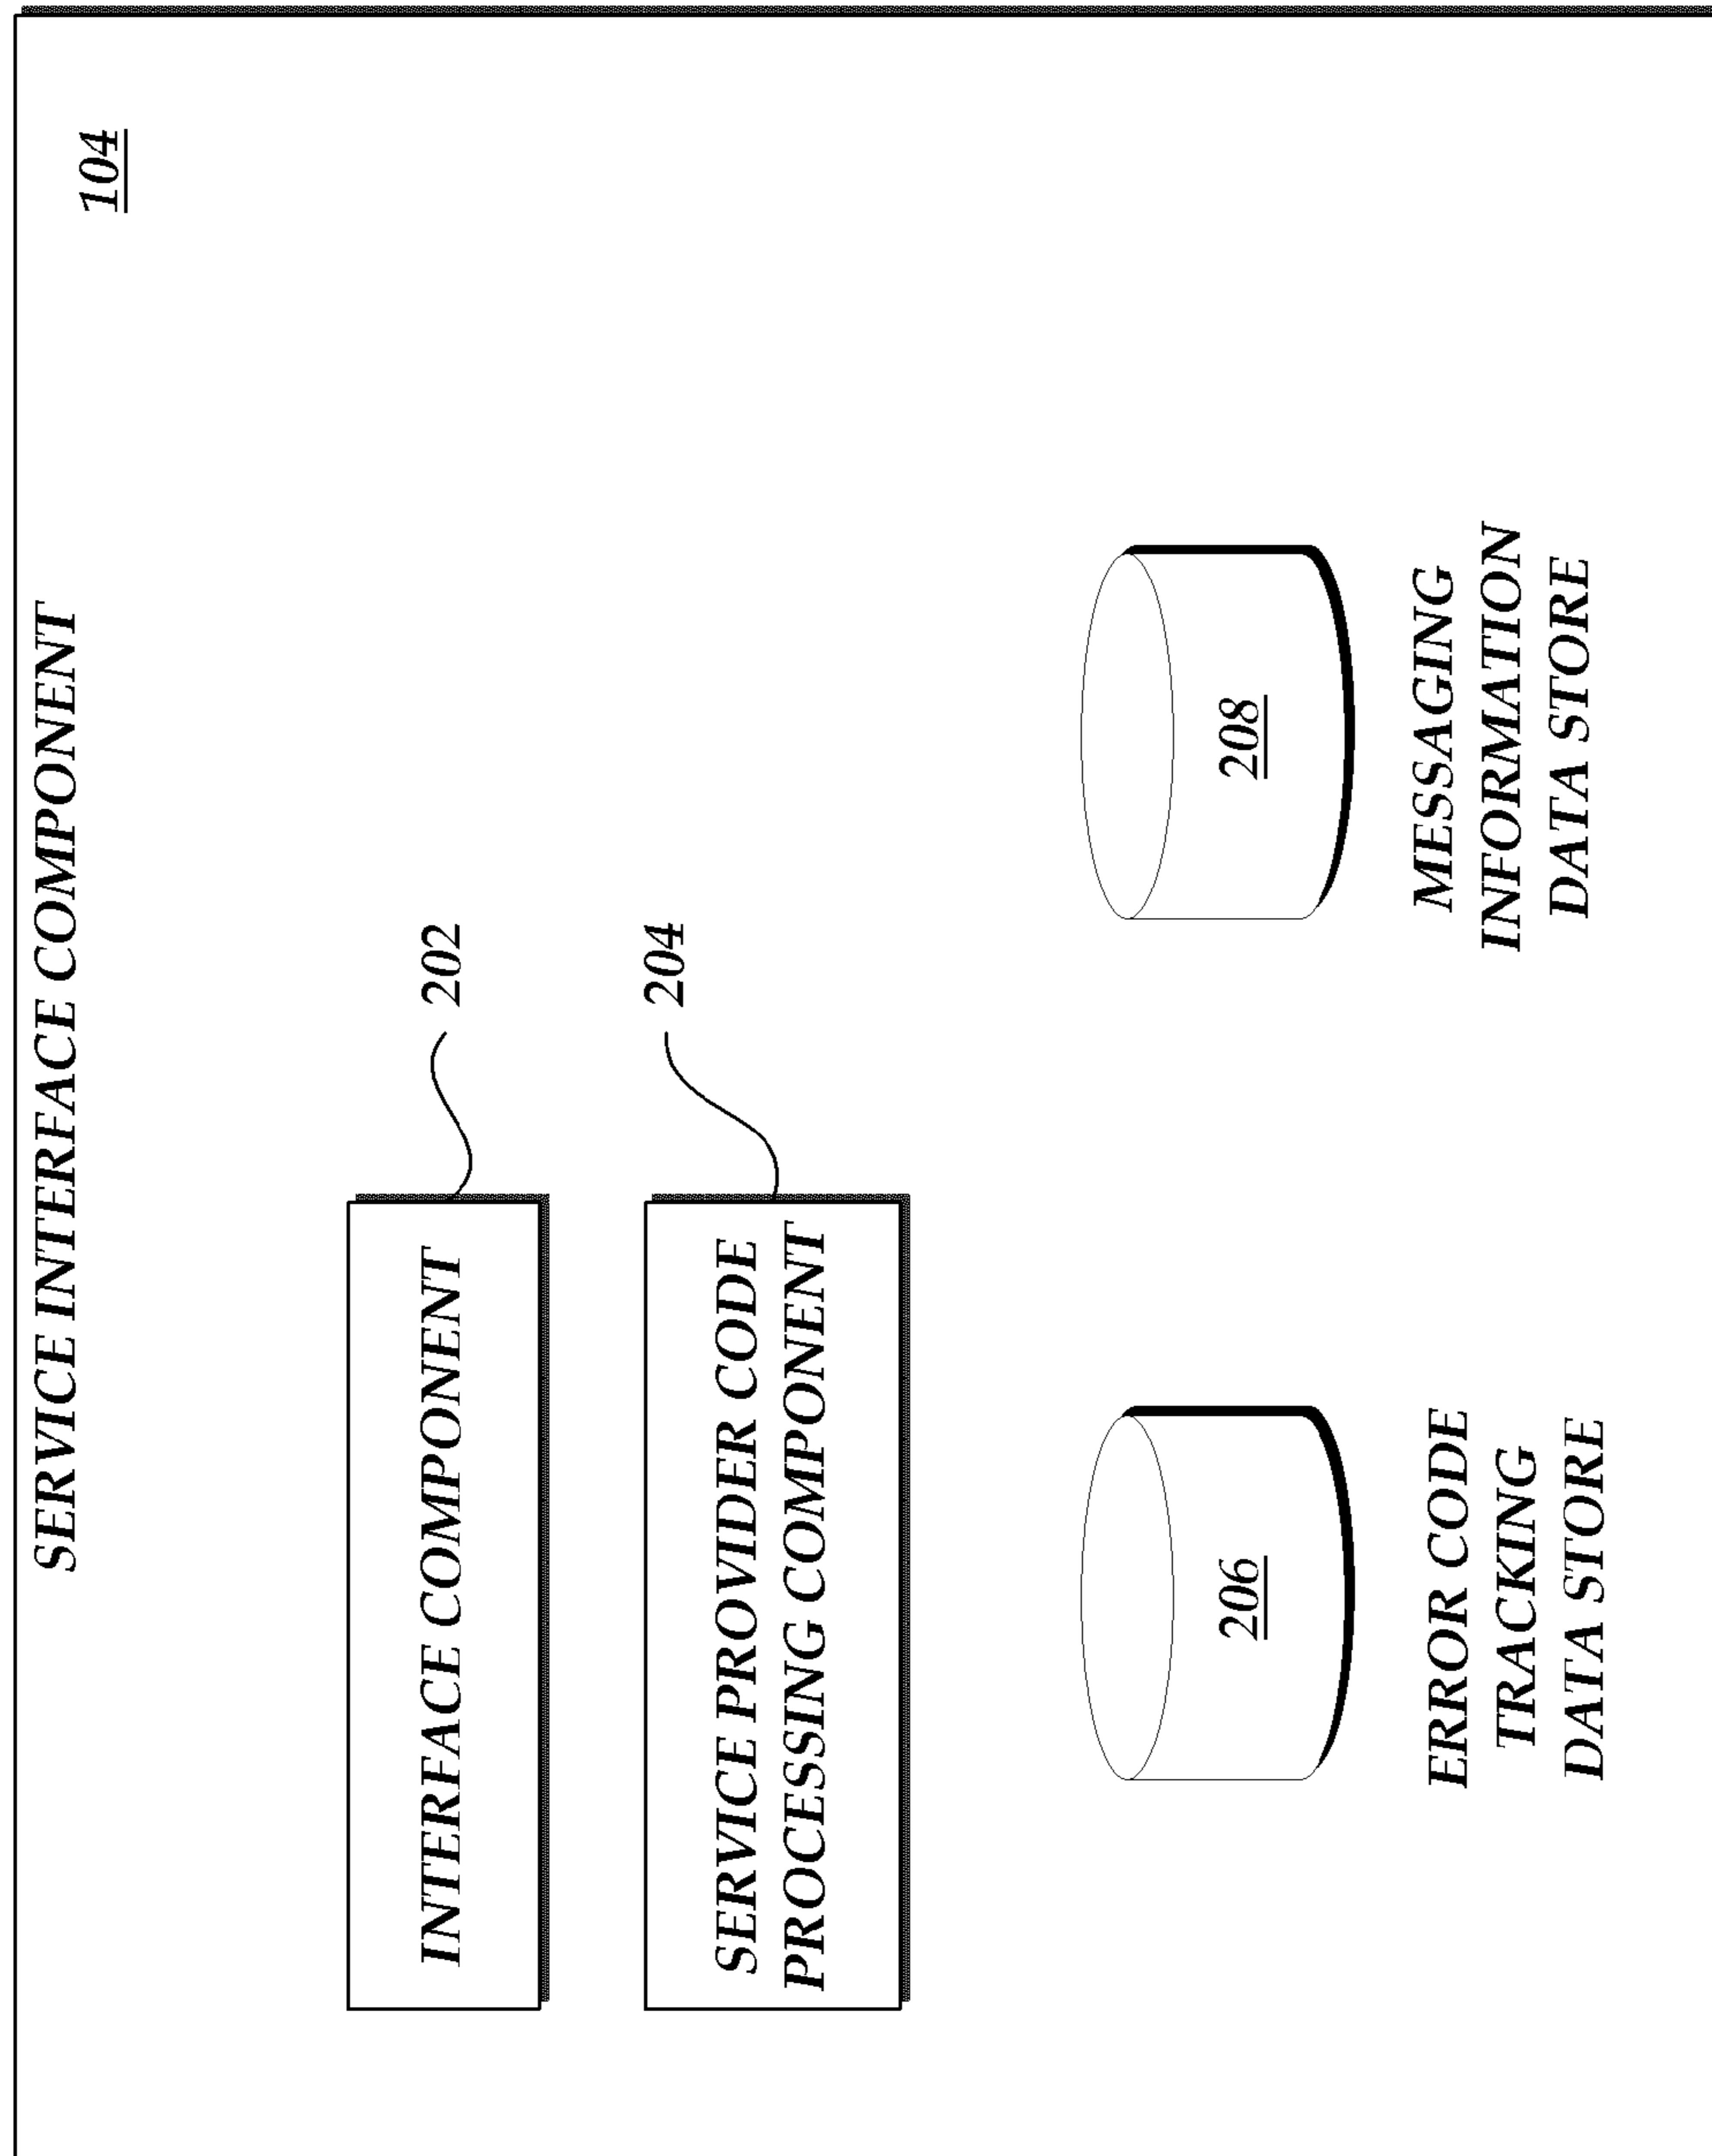 SERVICE INTERFACE COMPONENT
104
INTERFACE COMPONENT
202
SERVICE PROVIDER CODE
PROCESSING COMPONENT
204
206
ERROR CODE
TRACKING
DATA STORE
208
MESSAGING
INFORMATION
DATA STORE